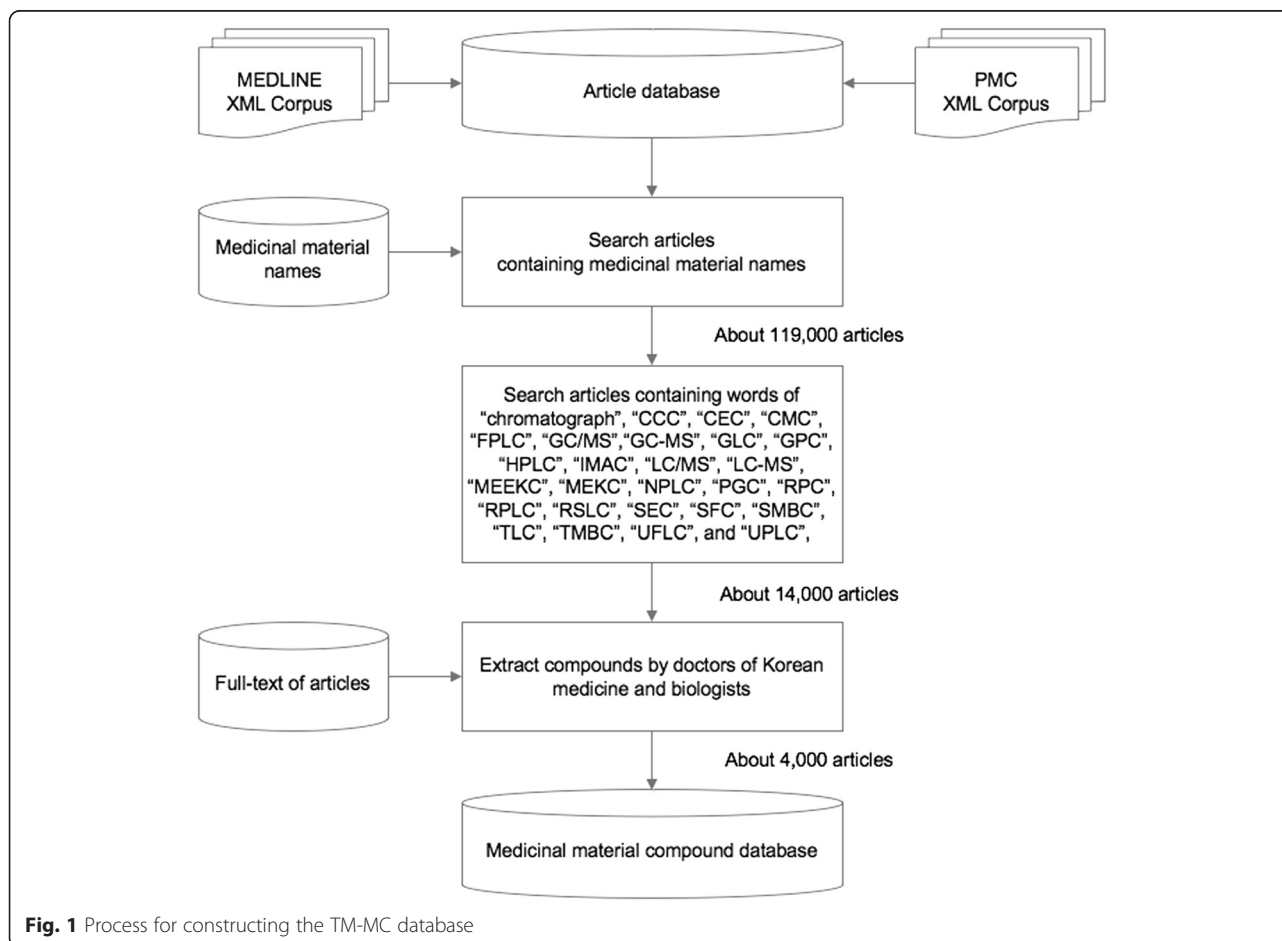 MEDLINE
XML Corpus
Article database
PMC
XML Corpus
Medicinal material
names
Search articles
containing medicinal material names
About 119,000 articles
Search articles containing words of
“chromatograph”, “CCC”, “CEC”, “CMC”,
“FPLC”, “GC/MS”,“GC-MS”, “GLC”, “GPC”,
“HPLC”, “IMAC”, “LC/MS”, “LC-MS”,
“MEEKC”, “MEKC”, “NPLC”, “PGC”, “RPC”,
“RPLC”, “RSLC”, “SEC”, “SFC”, “SMBC”,
“TLC”, “TMBC”, “UFLC”, and “UPLC”,
About 14,000 articles
Full-text of articles
Extract compounds by doctors of Korean
medicine and biologists
About 4,000 articles
Medicinal material compound database
Fig. 1 Process for constructing the TM-MC database